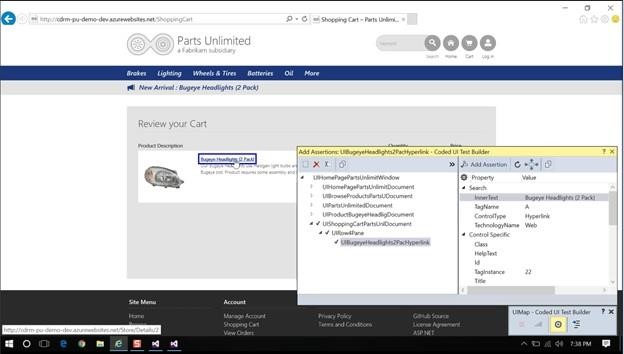 http://cdrm-pu-demo-dev.azurewebsites.net/ShoppingCart
Shopping Cart – Parts Unlimi...
Parts Unlimited
a Fabrikam subsidiary
Keyword
Search
Home
Cart
Log in
Brakes Lighting Wheels & Tires Batteries Oil More
New Arrival : Bugeye Headlights (2 Pack)
Review your Cart
Product Description
Quantity
Price
Bugeye Headlights (2 Pack)
Add Assertions: UIBugeyeHeadlights2PacHyperlink - Coded UI Test Builder
Add Assertion
UIHomePagePartsUnlimitWindow
UIHomePagePartsUnlimitDocument
UIBrowseProductsPartsUDocument
UIPartsUnlimitedDocument
UIProductBugeyeHeadligDocument
UIShoppingCartPartsUnlDocument
UIRow4Pane
UIBugeyeHeadlights2PacHyperlink
Property Value
Search
InnerText Bugeye Headlights (2 Pack)
TagName A
ControlType Hyperlink
TechnologyName Web
Control Specific
Class
HelpText
Id
TagInstance 22
Title
Site Menu
Home
Account
Manage Account
Shopping Cart
View Orders
Privacy Policy
Terms and Conditions
GitHub Source
License Agreement
ASP.NET
UIMap - Coded UI Test Builder
http://cdrm-pu-demo-dev.azurewebsites.net/Store/Details/2
7:38 PM